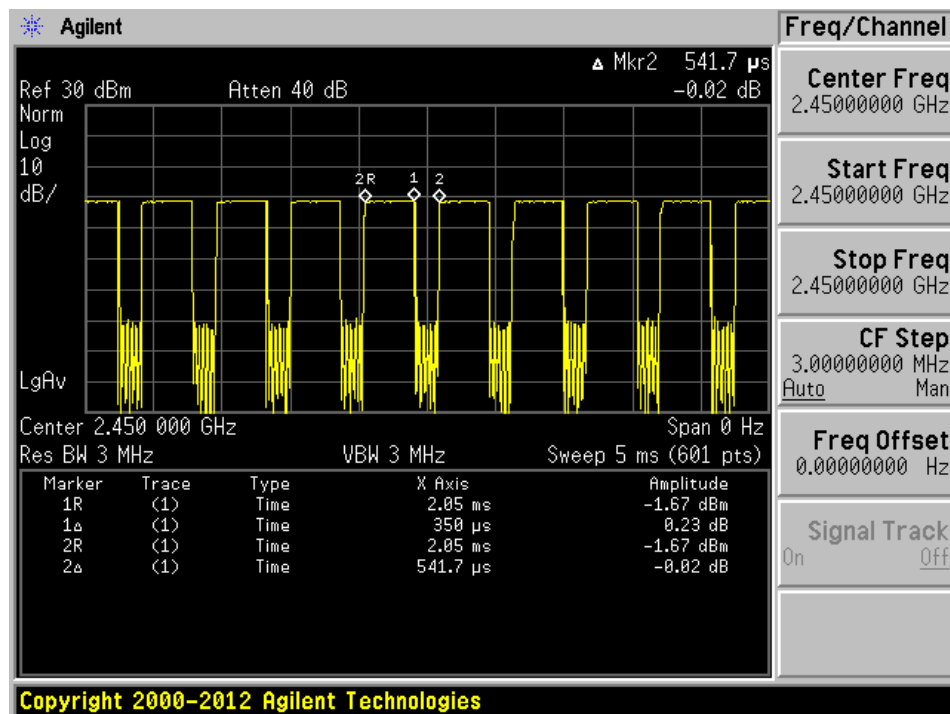 Agilent
Freq/Channel
Δ Mkr2 541.7 µs
Ref 30 dBm Atten 40 dB -0.02 dB
Norm
Log
10
dB/
2R 1 2
LgAv
Center 2.450 000 GHz Span 0 Hz
Res BW 3 MHz VBW 3 MHz Sweep 5 ms (601 pts)
Marker Trace Type X Axis Amplitude
1R (1) Time 2.05 ms -1.67 dBm
1Δ (1) Time 350 µs 0.23 dB
2R (1) Time 2.05 ms -1.67 dBm
2Δ (1) Time 541.7 µs -0.02 dB
Center Freq
2.45000000 GHz
Start Freq
2.45000000 GHz
Stop Freq
2.45000000 GHz
CF Step
3.00000000 MHz
Auto Man
Freq Offset
0.00000000 Hz
Signal Track
On Off
Copyright 2000-2012 Agilent Technologies